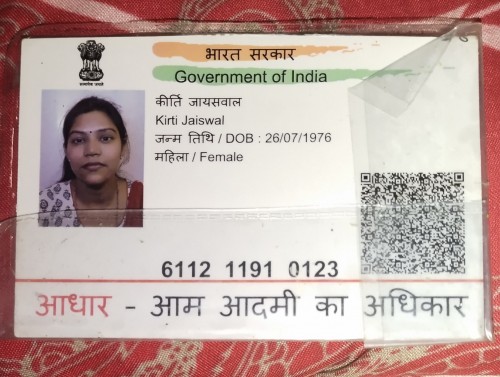 भारत सरकार
Government of India
कीर्ति जायसवाल
Kirti Jaiswal
जन्म तिथि / DOB : 26/07/1976
महिला / Female
6112 1191 0123
आधार - आम आदमी का अधिकार